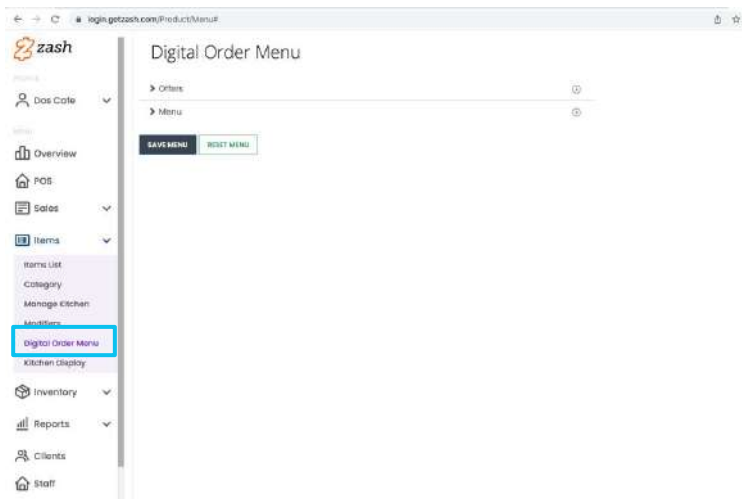 login.getzash.com/Product/Menu#
zash
Digital Order Menu
Dos Cafe
Offers
Menu
SAVE MENU
RESET MENU
Overview
POS
Sales
Items
Items List
Category
Manage Kitchen
Modifiers
Digital Order Menu
Kitchen Display
Inventory
Reports
Clients
Staff